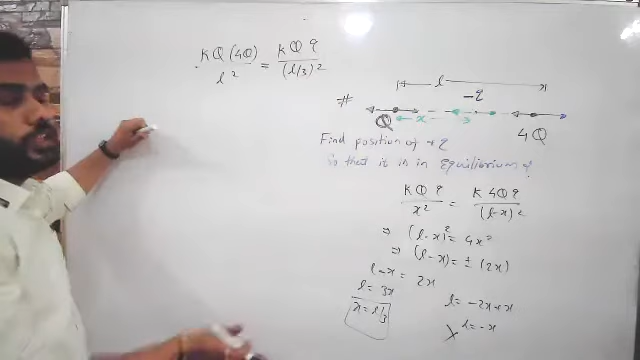 KQ(4Q) / l² = KQq / (l/3)²
l
-q
# x
Q 4Q
Find position of -q
is that it is in Equilibrium?
KQq / x² = K4Qq / (l-x)²
⇒ (l-x)² = 4x²
⇒ (l-x) = ± (2x)
l-x = 2x
l = 3x
x = l/3
l = -2x+x
l = -x